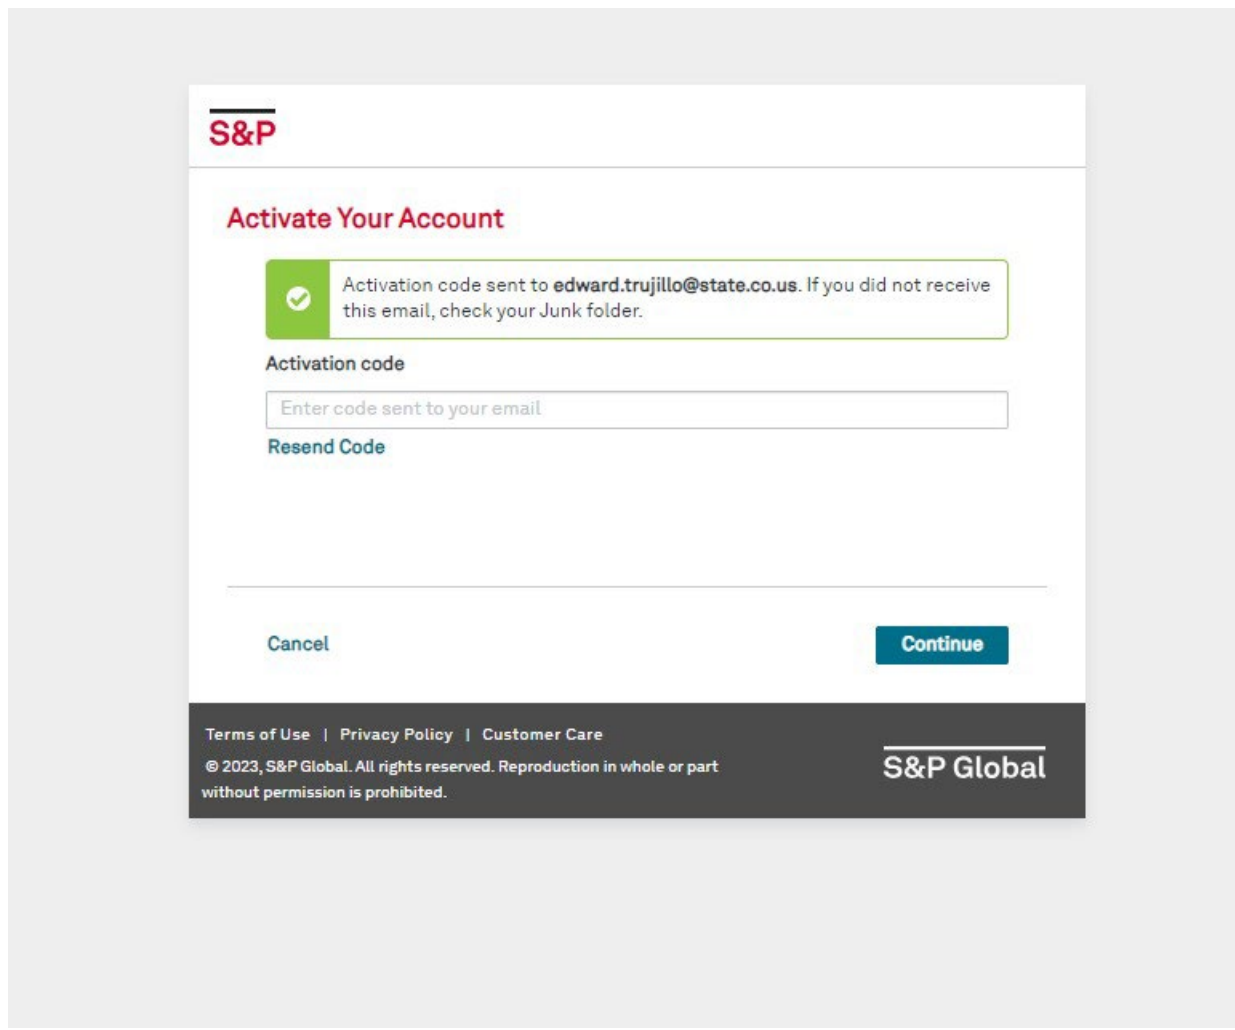 S&P
Activate Your Account
Activation code sent to edward.trujillo@state.co.us. If you did not receive
this email, check your Junk folder.
Activation code
Enter code sent to your email
Resend Code
Cancel
Continue
Terms of Use | Privacy Policy | Customer Care
© 2023, S&P Global. All rights reserved. Reproduction in whole or part
without permission is prohibited.
S&P Global